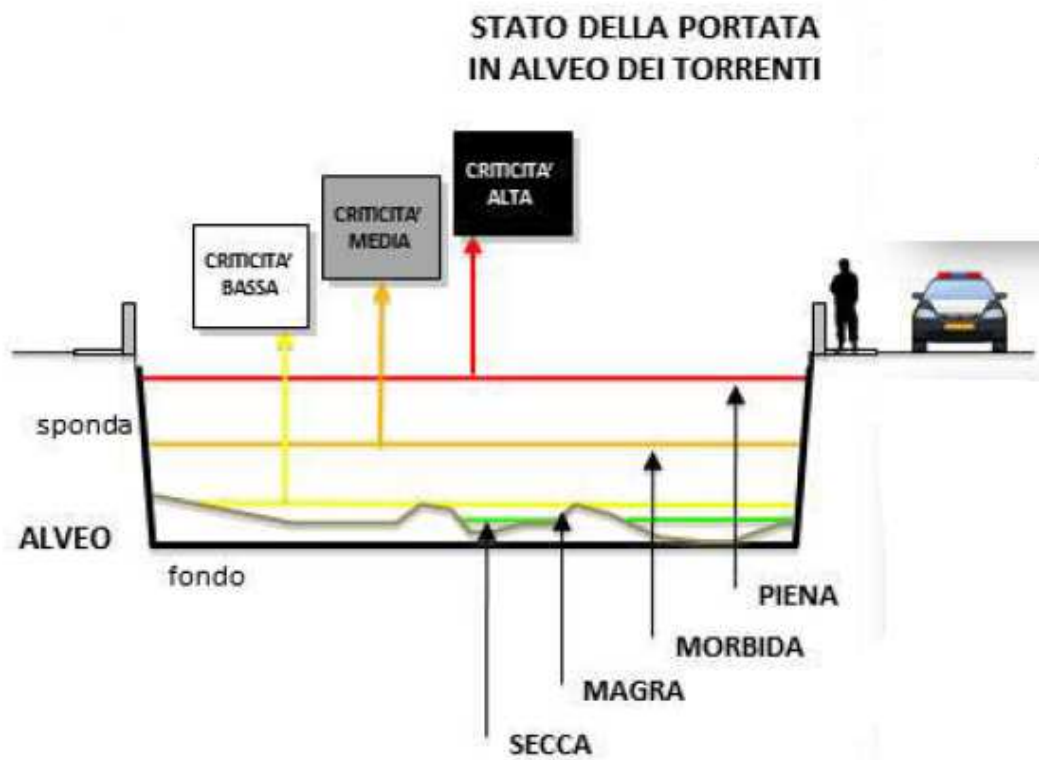 STATO DELLA PORTATA
IN ALVEO DEI TORRENTI
CRITICITA'
ALTA
CRITICITA'
MEDIA
CRITICITA'
BASSA
sponda
ALVEO
fondo
PIENA
MORBIDA
MAGRA
SECCA